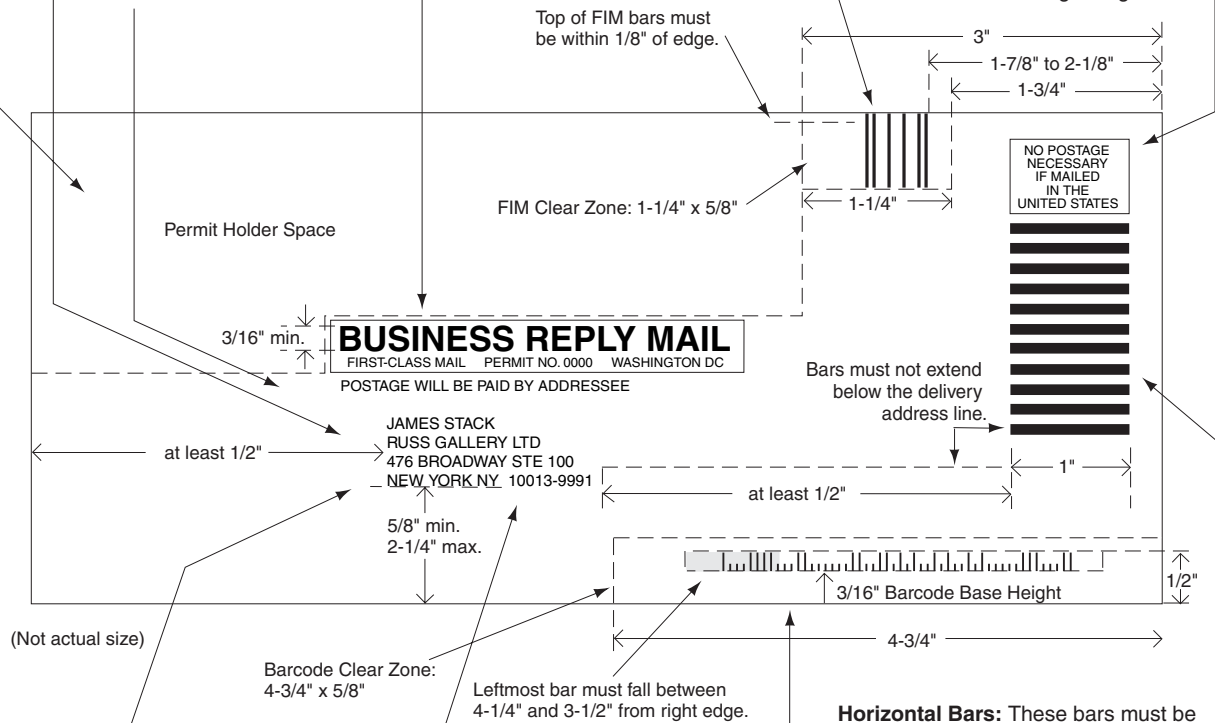 Top of FIM bars must
be within 1/8" of edge.
3"
1-7/8" to 2-1/8"
1-3/4"
NO POSTAGE
NECESSARY
IF MAILED
IN THE
UNITED STATES
FIM Clear Zone: 1-1/4" x 5/8"
1-1/4"
Permit Holder Space
3/16" min.
BUSINESS REPLY MAIL
FIRST-CLASS MAIL PERMIT NO. 0000 WASHINGTON DC
POSTAGE WILL BE PAID BY ADDRESSEE
Bars must not extend
below the delivery
address line.
JAMES STACK
RUSS GALLERY LTD
476 BROADWAY STE 100
NEW YORK NY 10013-9991
at least 1/2"
1"
at least 1/2"
5/8" min.
2-1/4" max.
3/16" Barcode Base Height
1/2"
4-3/4"
(Not actual size)
Barcode Clear Zone:
4-3/4" x 5/8"
Leftmost bar must fall between
4-1/4" and 3-1/2" from right edge.
Horizontal Bars: These bars must be